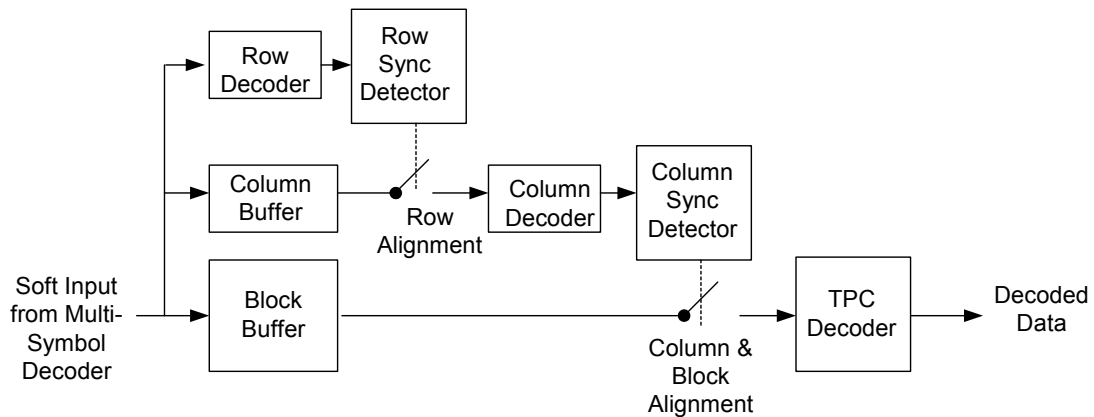 Row
Decoder
Row
Sync
Detector
Column
Buffer
Row
Alignment
Column
Decoder
Column
Sync
Detector
Soft Input
from Multi-
Symbol
Decoder
Block
Buffer
Column &
Block
Alignment
TPC
Decoder
Decoded
Data